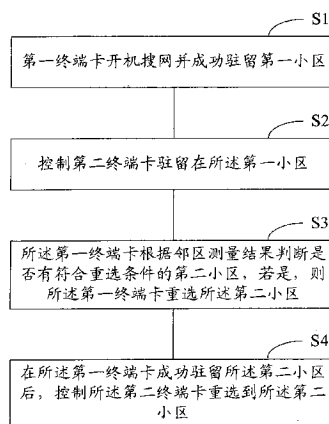 S1
第一终端卡开机搜网并成功驻留第一小区
S2
控制第二终端卡驻留在所述第一小区
S3
所述第一终端卡根据邻区测量结果判断是
否有符合重选条件的第二小区，若是，则
所述第一终端卡重选所述第二小区
S4
在所述第一终端卡成功驻留所述第二小区
后，控制所述第二终端卡重选到所述第二
小区